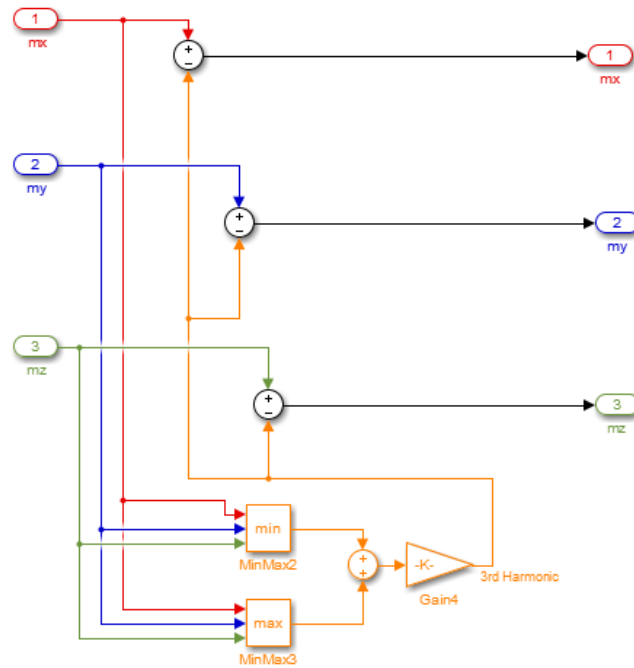 1
mx
+
−
1
mx
2
my
+
−
2
my
3
mz
+
−
3
mz
min
MinMax2
+
+
-K-
3rd Harmonic
Gain4
max
MinMax3